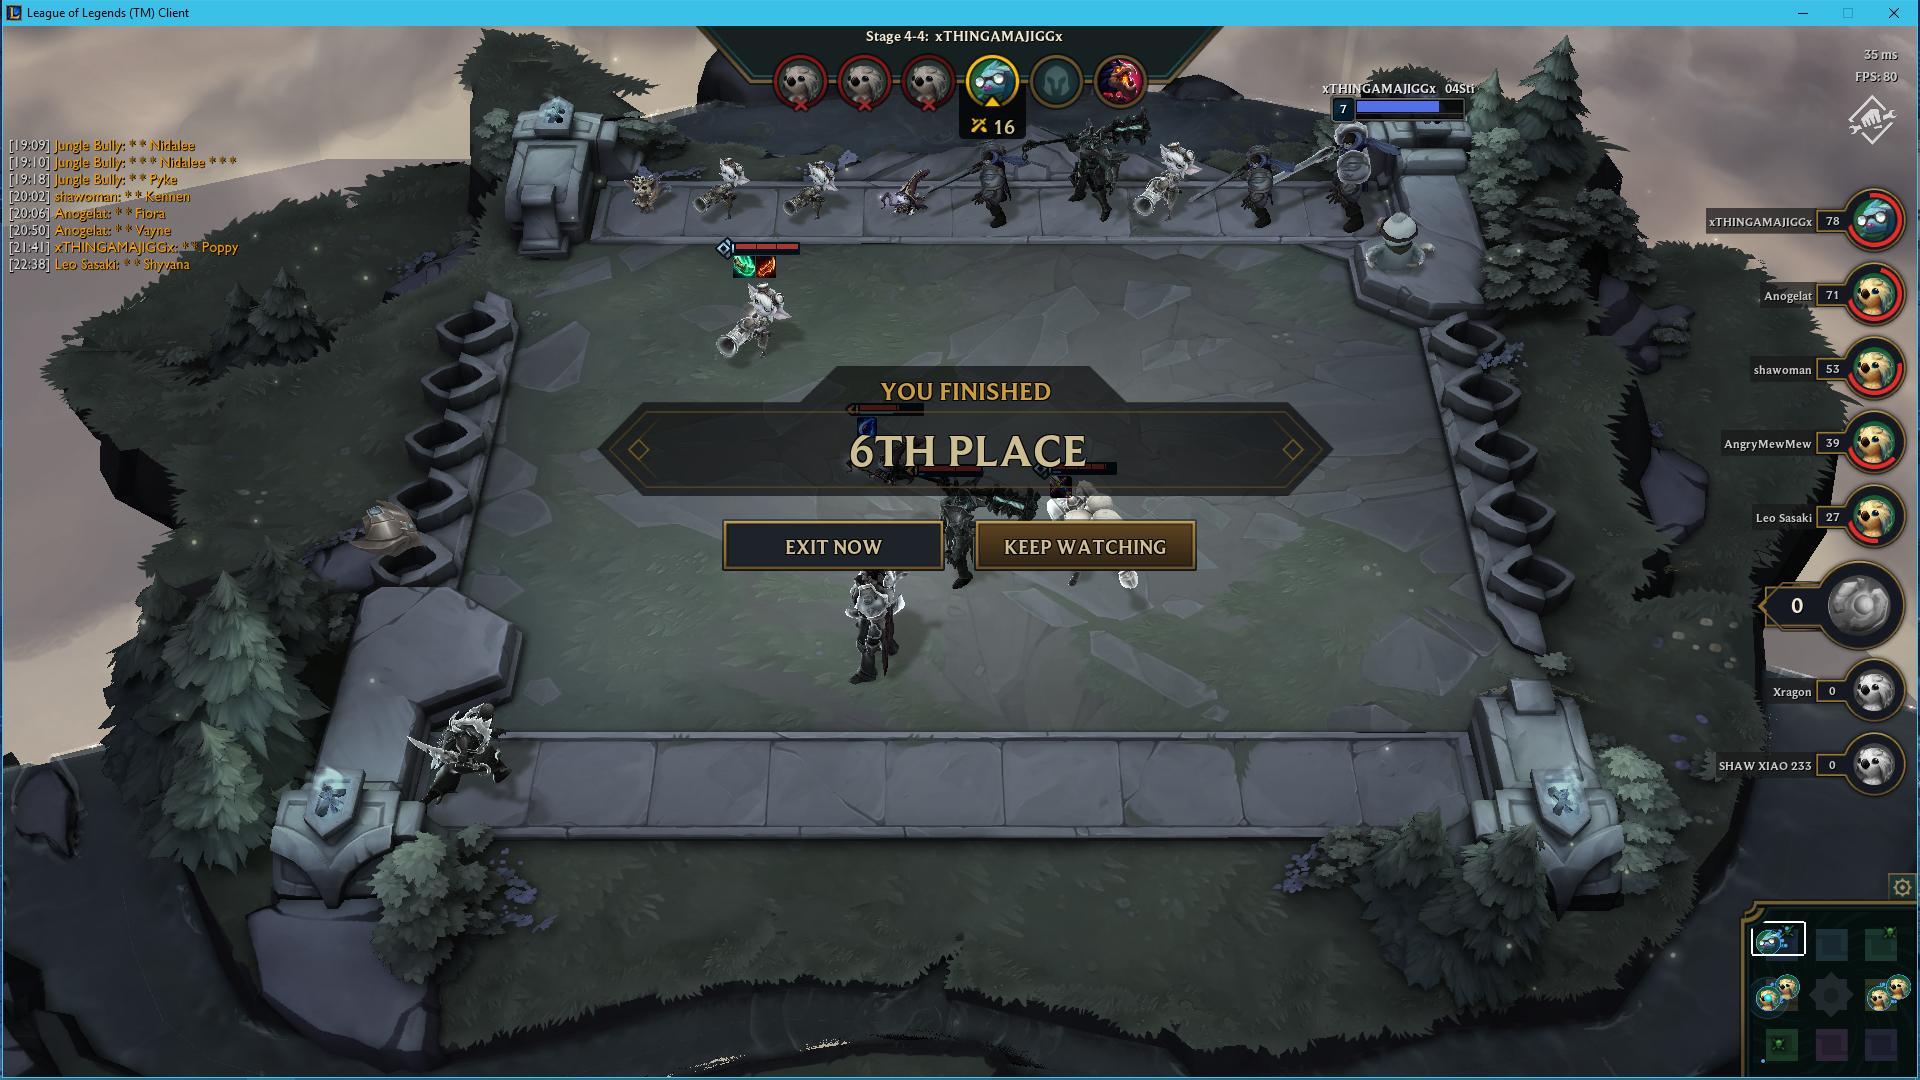 League of Legends (TM) Client
Stage 4-4: xTHINGAMAJIGGx
16
35 ms
FPS: 80
xTHINGAMAJIGGx 04Sti
7
[19:09] Jungle Bully: * * Nidalee
[19:10] Jungle Bully: * * * Nidalee * * *
[19:18] Jungle Bully: * * Pyke
[20:02] shawoman: * * Kennen
[20:06] Anogelat: * * Fiora
[20:50] Anogelat: * * Vayne
[21:41] xTHINGAMAJIGGx: * * Poppy
[22:38] Leo Sasaki: * * Shyvana
xTHINGAMAJIGGx 78
Anogelat 71
shawoman 53
AngryMewMew 39
Leo Sasaki 27
0
Xragon 0
SHAW XIAO 233 0
YOU FINISHED
6TH PLACE
EXIT NOW
KEEP WATCHING